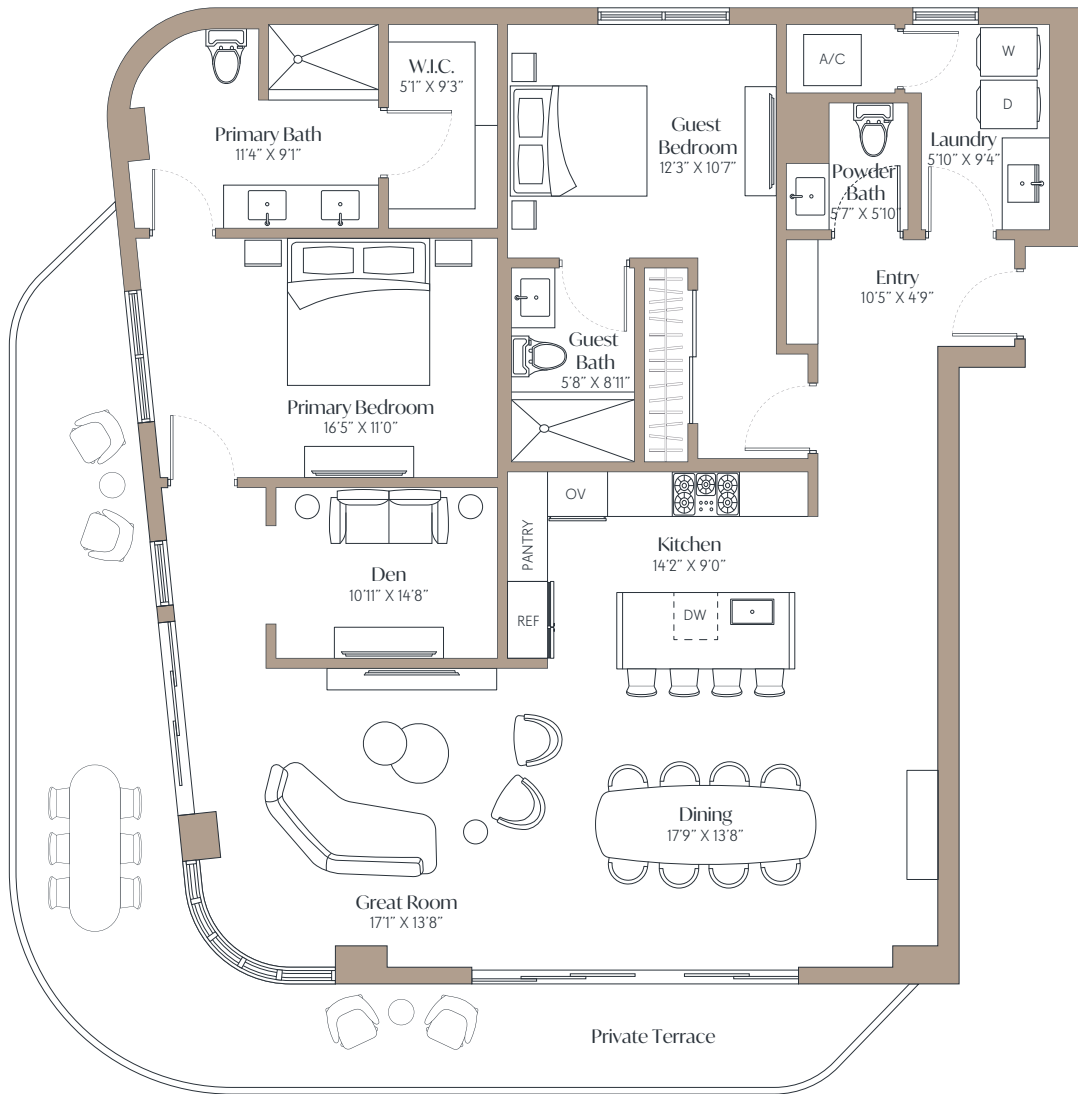 W.I.C.
5'1" X 9'3"
A/C
W
D
Primary Bath
11'4" X 9'1"
Guest
Bedroom
12'3" X 10'7"
Laundry
5'10" X 9'4"
Powder
Bath
5'7" X 5'10"
Entry
10'5" X 4'9"
Guest
Bath
5'8" X 8'11"
Primary Bedroom
16'5" X 11'0"
OV
PANTRY
Kitchen
14'2" X 9'0"
Den
10'11" X 14'8"
REF
DW
Dining
17'9" X 13'8"
Great Room
17'1" X 13'8"
Private Terrace